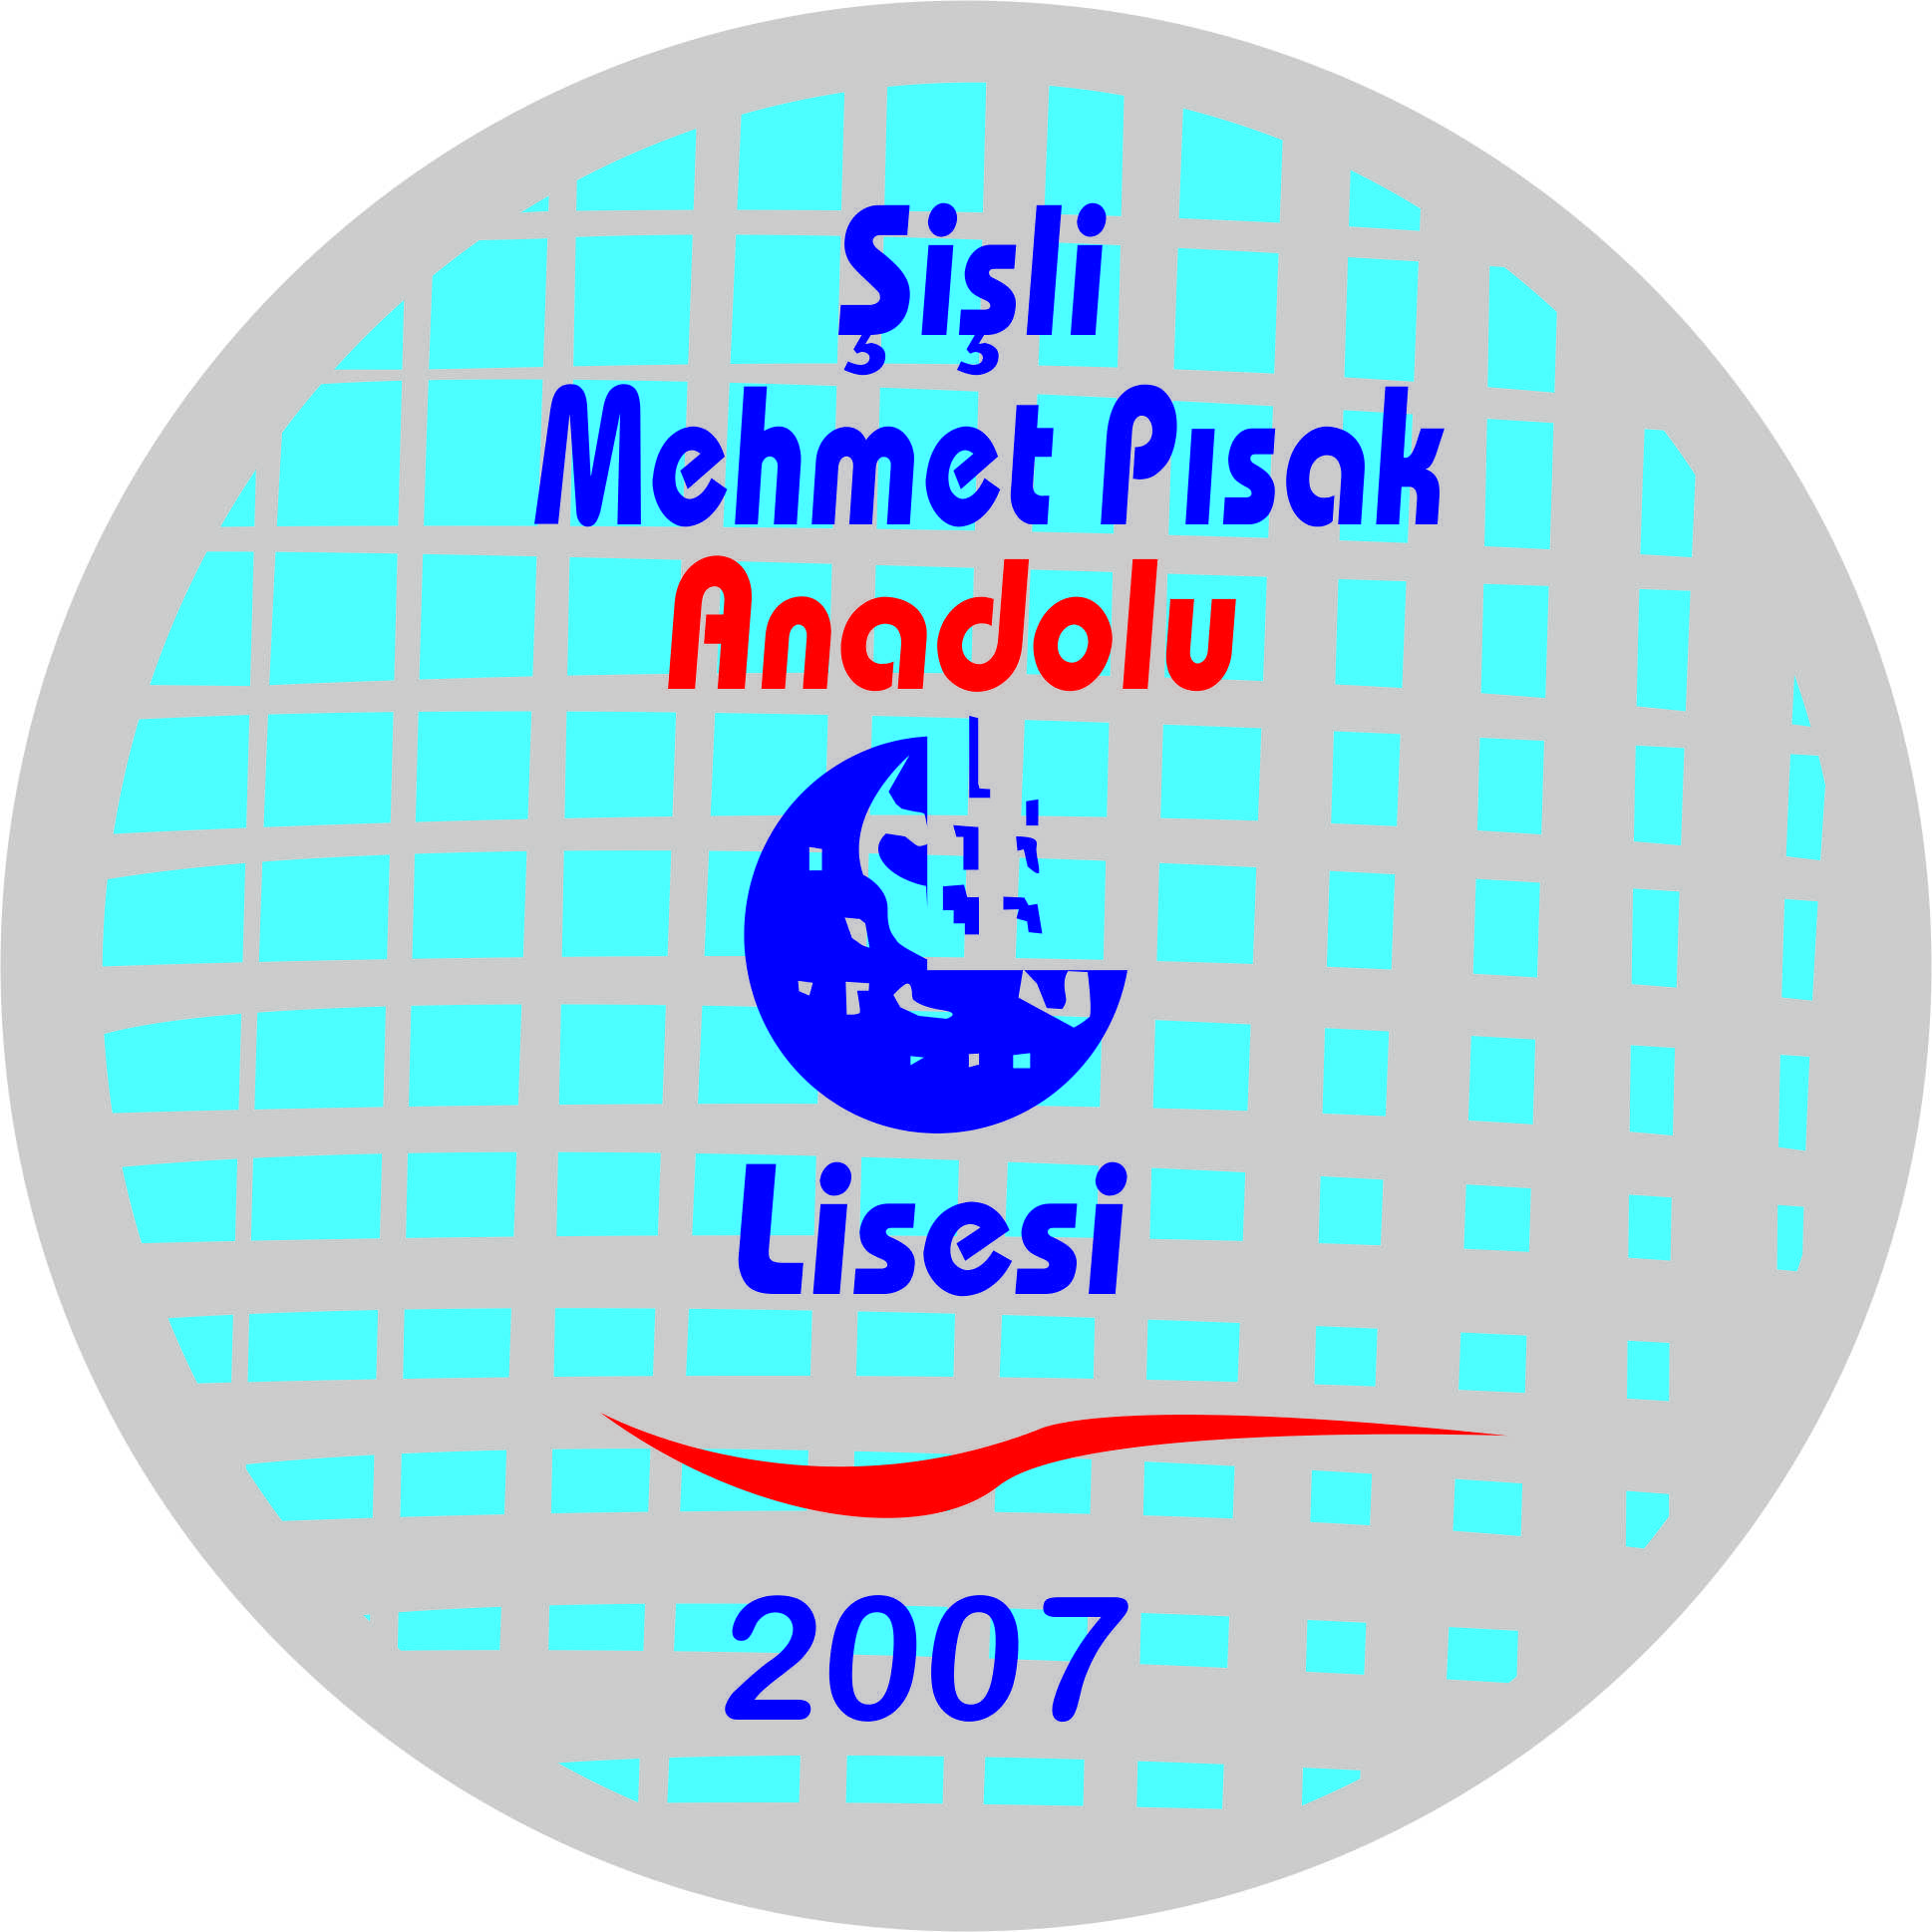 Şişli
Mehmet Pısak
Anadolu
Lisesi
2007